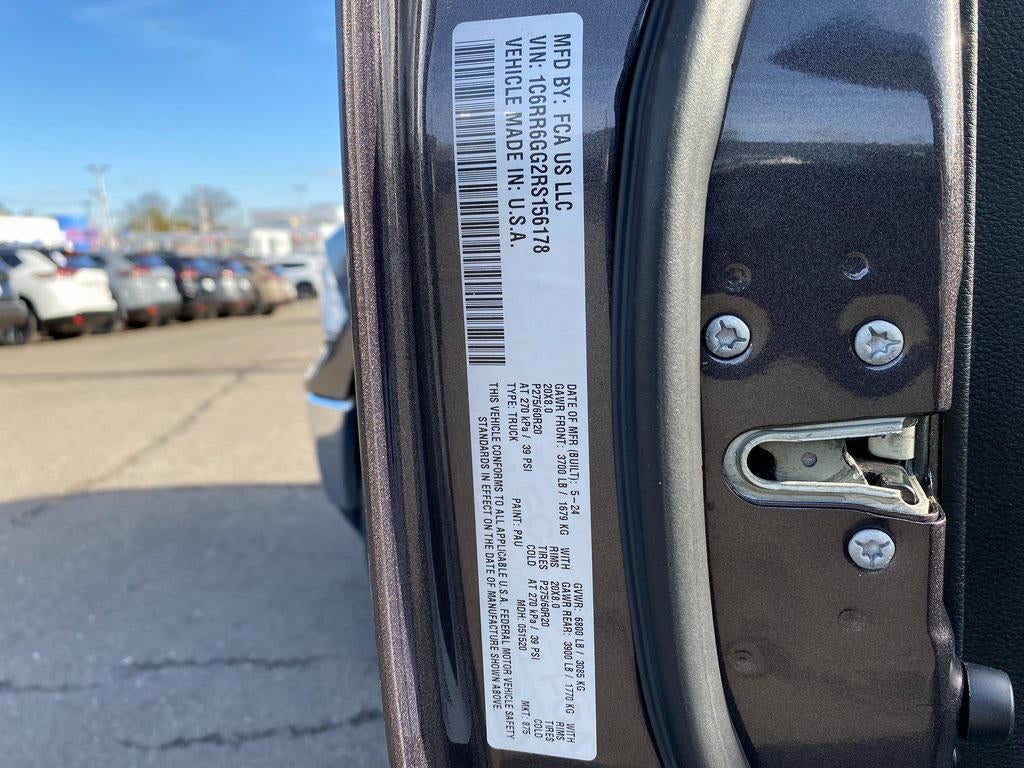 MFD BY: FCA US LLC
VIN: 1C6RR6GG2RS156178
VEHICLE MADE IN: U.S.A.
DATE OF MFR (BUILT): 5-24 GVWR: 6800 LB / 3085 KG
GAWR FRONT: 3700 LB / 1679 KG WITH GAWR REAR: 3900 LB / 1770 KG WITH
20X8.0 RIMS 20X8.0 RIMS
P275/60R20 TIRES P275/60R20 TIRES
AT 270 kPa / 39 PSI COLD AT 270 kPa / 39 PSI COLD
TYPE: TRUCK PAINT: PAU MDH: 051520 MKT: 875
THIS VEHICLE CONFORMS TO ALL APPLICABLE U.S.A. FEDERAL MOTOR VEHICLE SAFETY
STANDARDS IN EFFECT ON THE DATE OF MANUFACTURE SHOWN ABOVE.